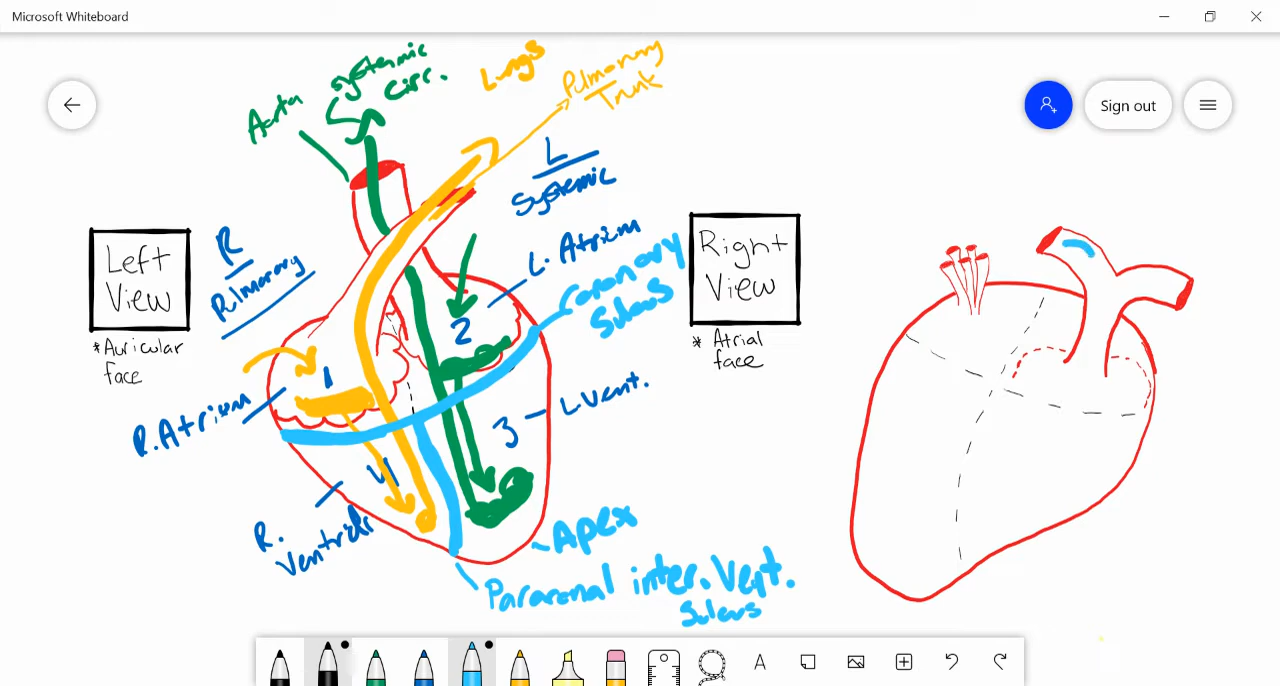 Microsoft Whiteboard
Sign out
Aorta
systemic
circ.
Lungs
Pulmonary
Trunk
L
Systemic
R
Pulmonary
Left
View
*Auricular
face
L. Atrium
Coronary
Sulcus
Right
View
* Atrial
face
1
2
R. Atrium
3 - L Vent.
4
R.
Ventricle
Apex
Paraconal inter. Vent.
Sulcus
A